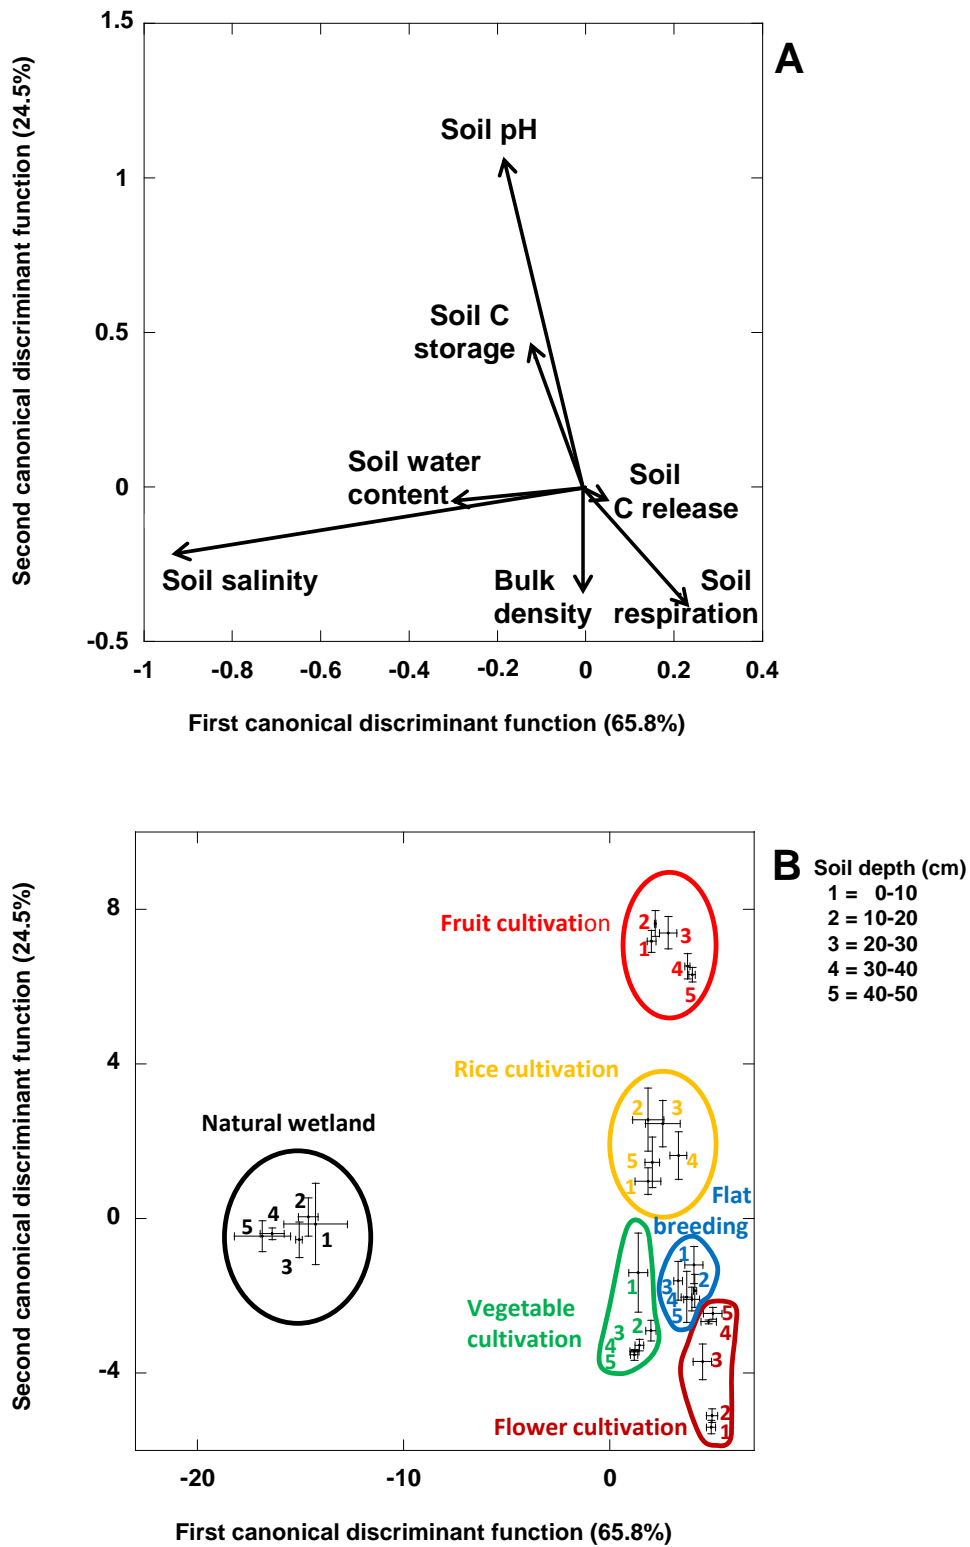 A
Second canonical discriminant function (24.5%)
1.5
1
0.5
0
-0.5
Soil pH
Soil C
storage
Soil water
content
Soil
C release
Soil salinity
Bulk
density
Soil
respiration
-1
-0.8
-0.6
-0.4
-0.2
0
0.2
0.4
First canonical discriminant function (65.8%)
B
Soil depth (cm)
1 = 0-10
2 = 10-20
3 = 20-30
4 = 30-40
5 = 40-50
Second canonical discriminant function (24.5%)
8
4
0
-4
Fruit cultivation
2
1
3
4
5
Rice cultivation
2
3
5
4
1
Natural wetland
5
4
2
3
1
Flat
breeding
1
3
2
4
5
Vegetable
cultivation
1
2
3
4
5
Flower cultivation
5
4
3
2
1
-20
-10
0
First canonical discriminant function (65.8%)